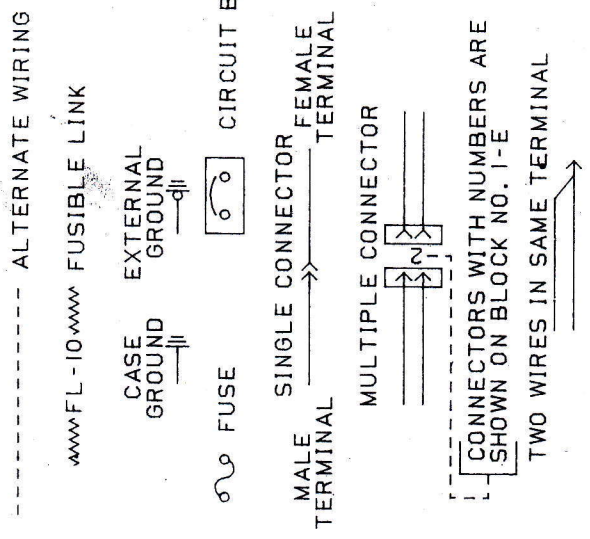 ALTERNATE WIRING
FL-10 FUSIBLE LINK
CASE
GROUND
EXTERNAL
GROUND
FUSE
CIRCUIT
SINGLE CONNECTOR
MALE
TERMINAL
FEMALE
TERMINAL
MULTIPLE CONNECTOR
2
CONNECTORS WITH NUMBERS ARE
SHOWN ON BLOCK NO. 1-E
TWO WIRES IN SAME TERMINAL